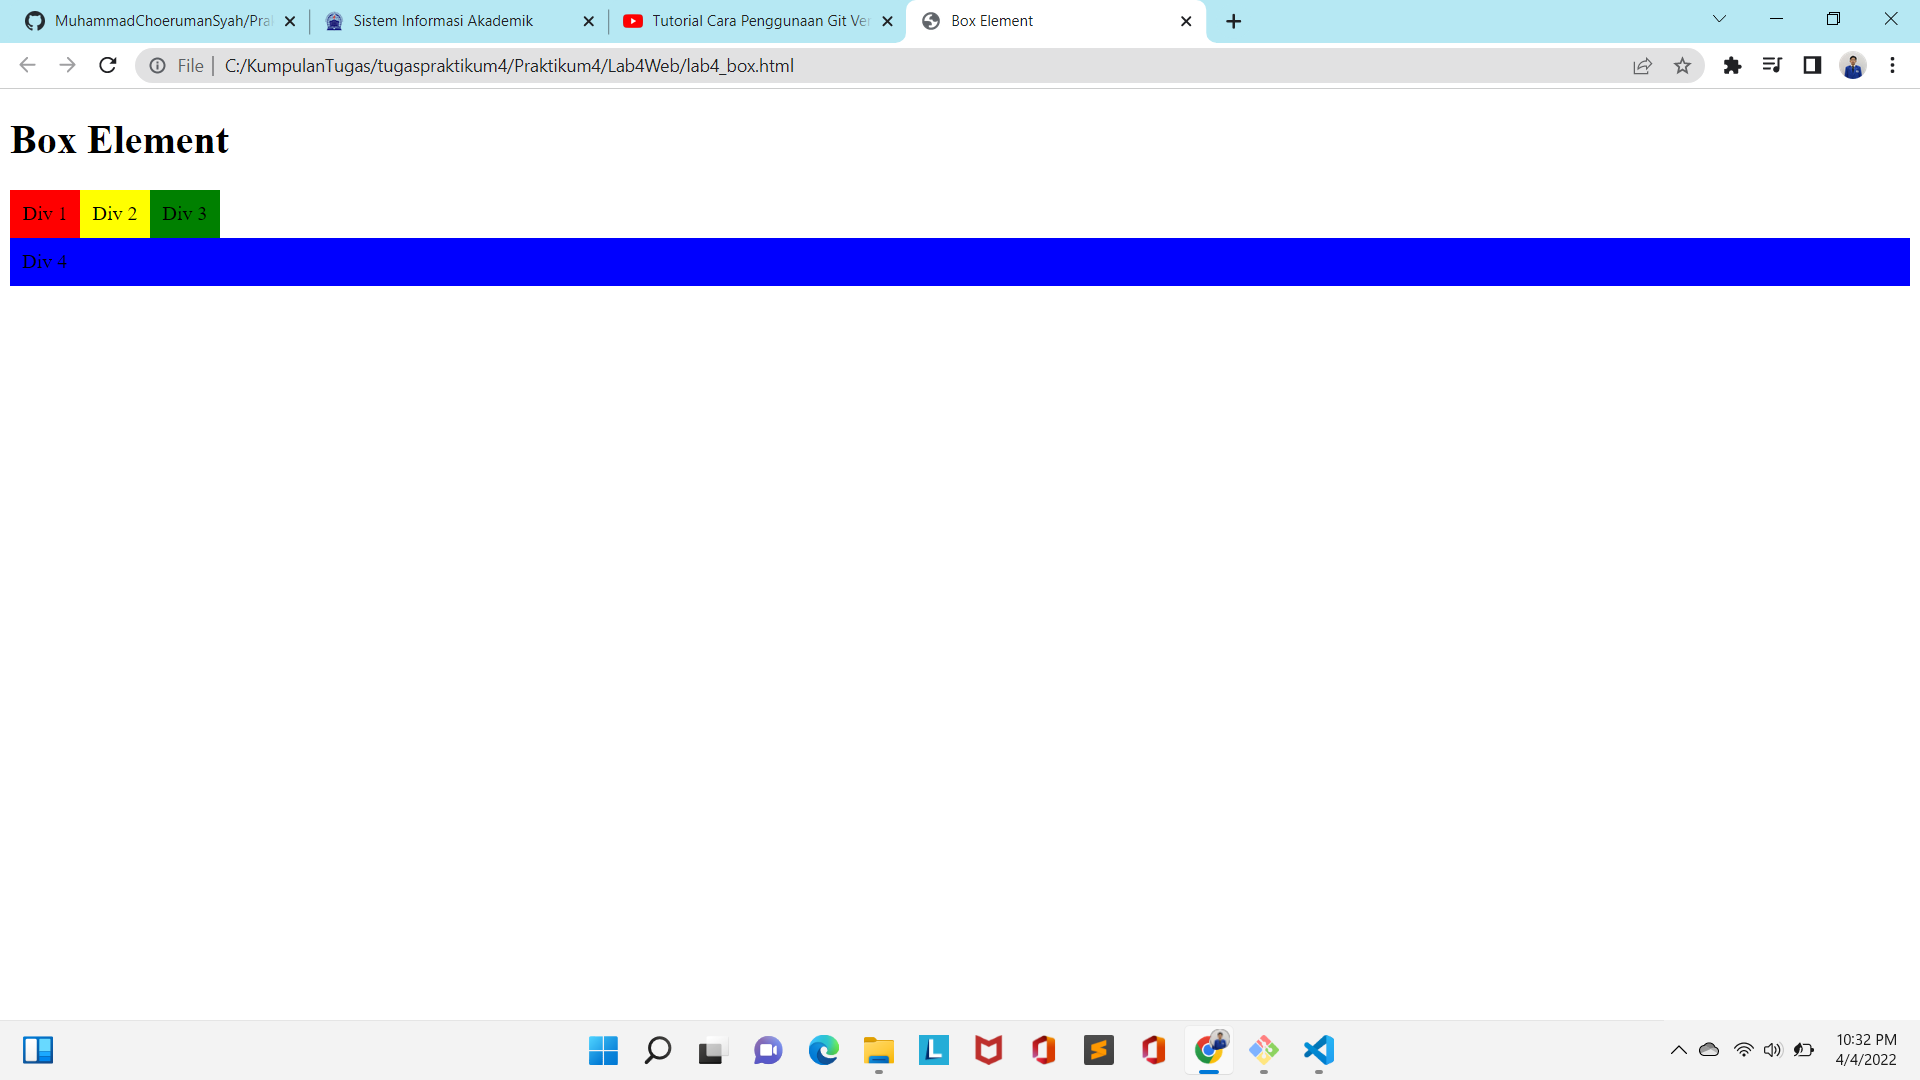 MuhammadChoerumanSyah/Pra
Sistem Informasi Akademik
Tutorial Cara Penggunaan Git Ver
Box Element
File
C:/KumpulanTugas/tugaspraktikum4/Praktikum4/Lab4Web/lab4_box.html
Box Element
Div 1 Div 2 Div 3
Div 4
10:32 PM
4/4/2022